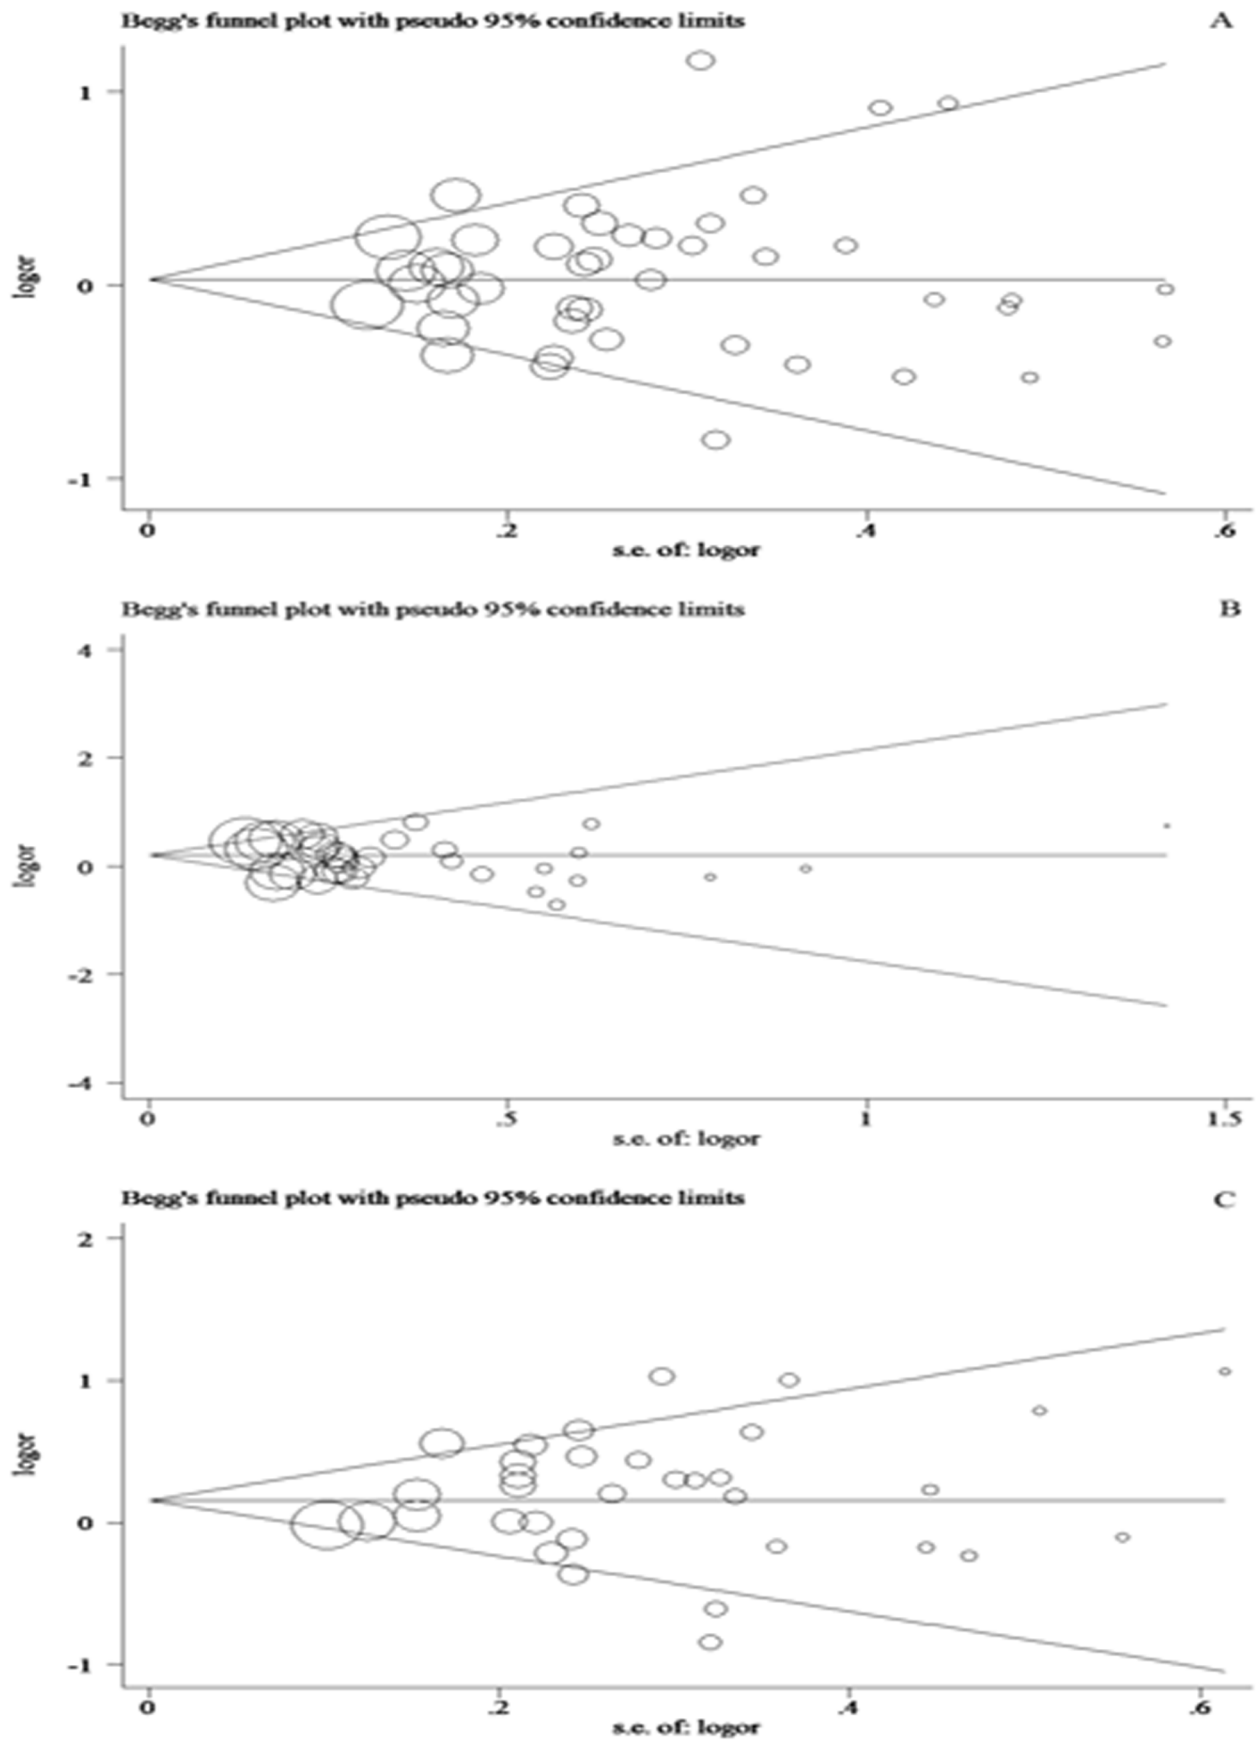 Begg's funnel plot with pseudo 95% confidence limits
A
1
0
-1
logor
0 .2 .4 .6
s.e. of: logor
Begg's funnel plot with pseudo 95% confidence limits
B
4
2
0
-2
-4
logor
0 .5 1 1.5
s.e. of: logor
Begg's funnel plot with pseudo 95% confidence limits
C
2
1
0
-1
logor
0 .2 .4 .6
s.e. of: logor